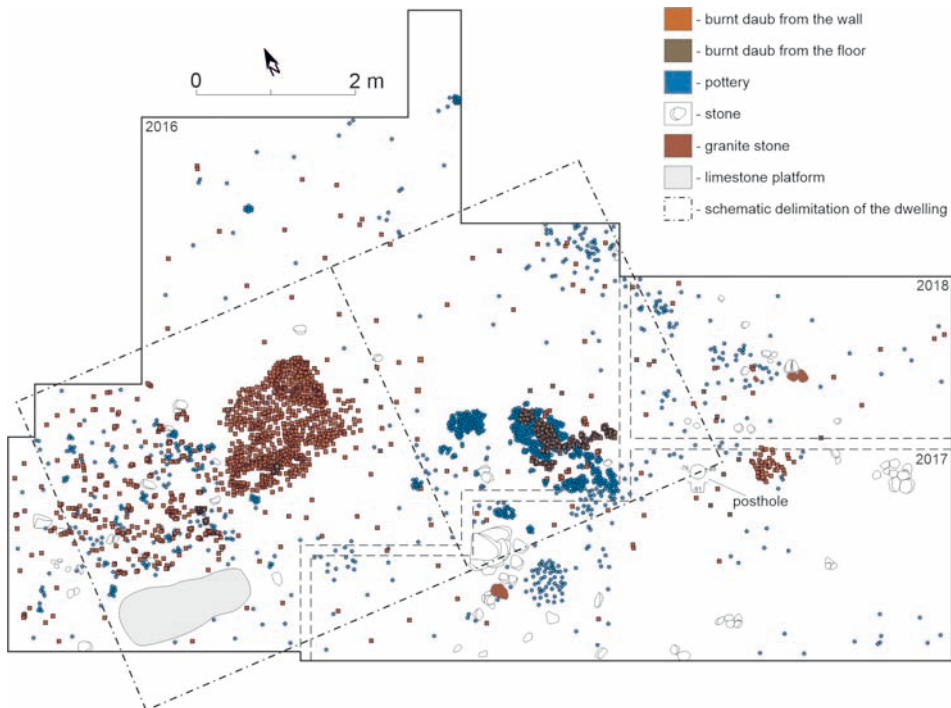 2016
0 2 m
- burnt daub from the wall
- burnt daub from the floor
- pottery
- stone
- granite stone
- limestone platform
- schematic delimitation of the dwelling
2018
2017
posthole